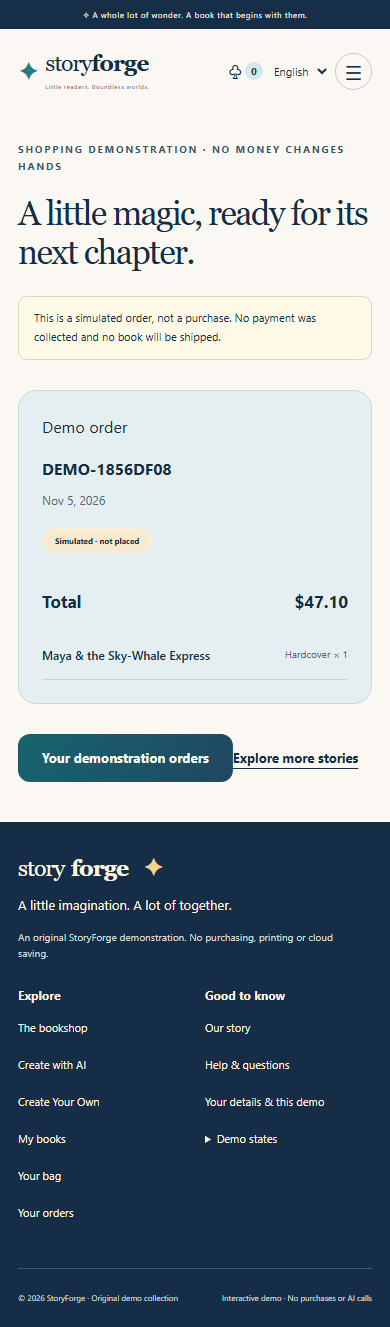 ✧ A whole lot of wonder. A book that begins with them.
storyforge
Little readers. Boundless worlds.
0
English
SHOPPING DEMONSTRATION · NO MONEY CHANGES
HANDS
A little magic, ready for its
next chapter.
This is a simulated order, not a purchase. No payment was
collected and no book will be shipped.
Demo order
DEMO-1856DF08
Nov 5, 2026
Simulated · not placed
Total $47.10
Maya & the Sky-Whale Express Hardcover × 1
Your demonstration orders Explore more stories
story forge
A little imagination. A lot of together.
An original StoryForge demonstration. No purchasing, printing or cloud
saving.
Explore
The bookshop
Create with AI
Create Your Own
My books
Your bag
Your orders
Good to know
Our story
Help & questions
Your details & this demo
Demo states
© 2026 StoryForge · Original demo collection
Interactive demo · No purchases or AI calls